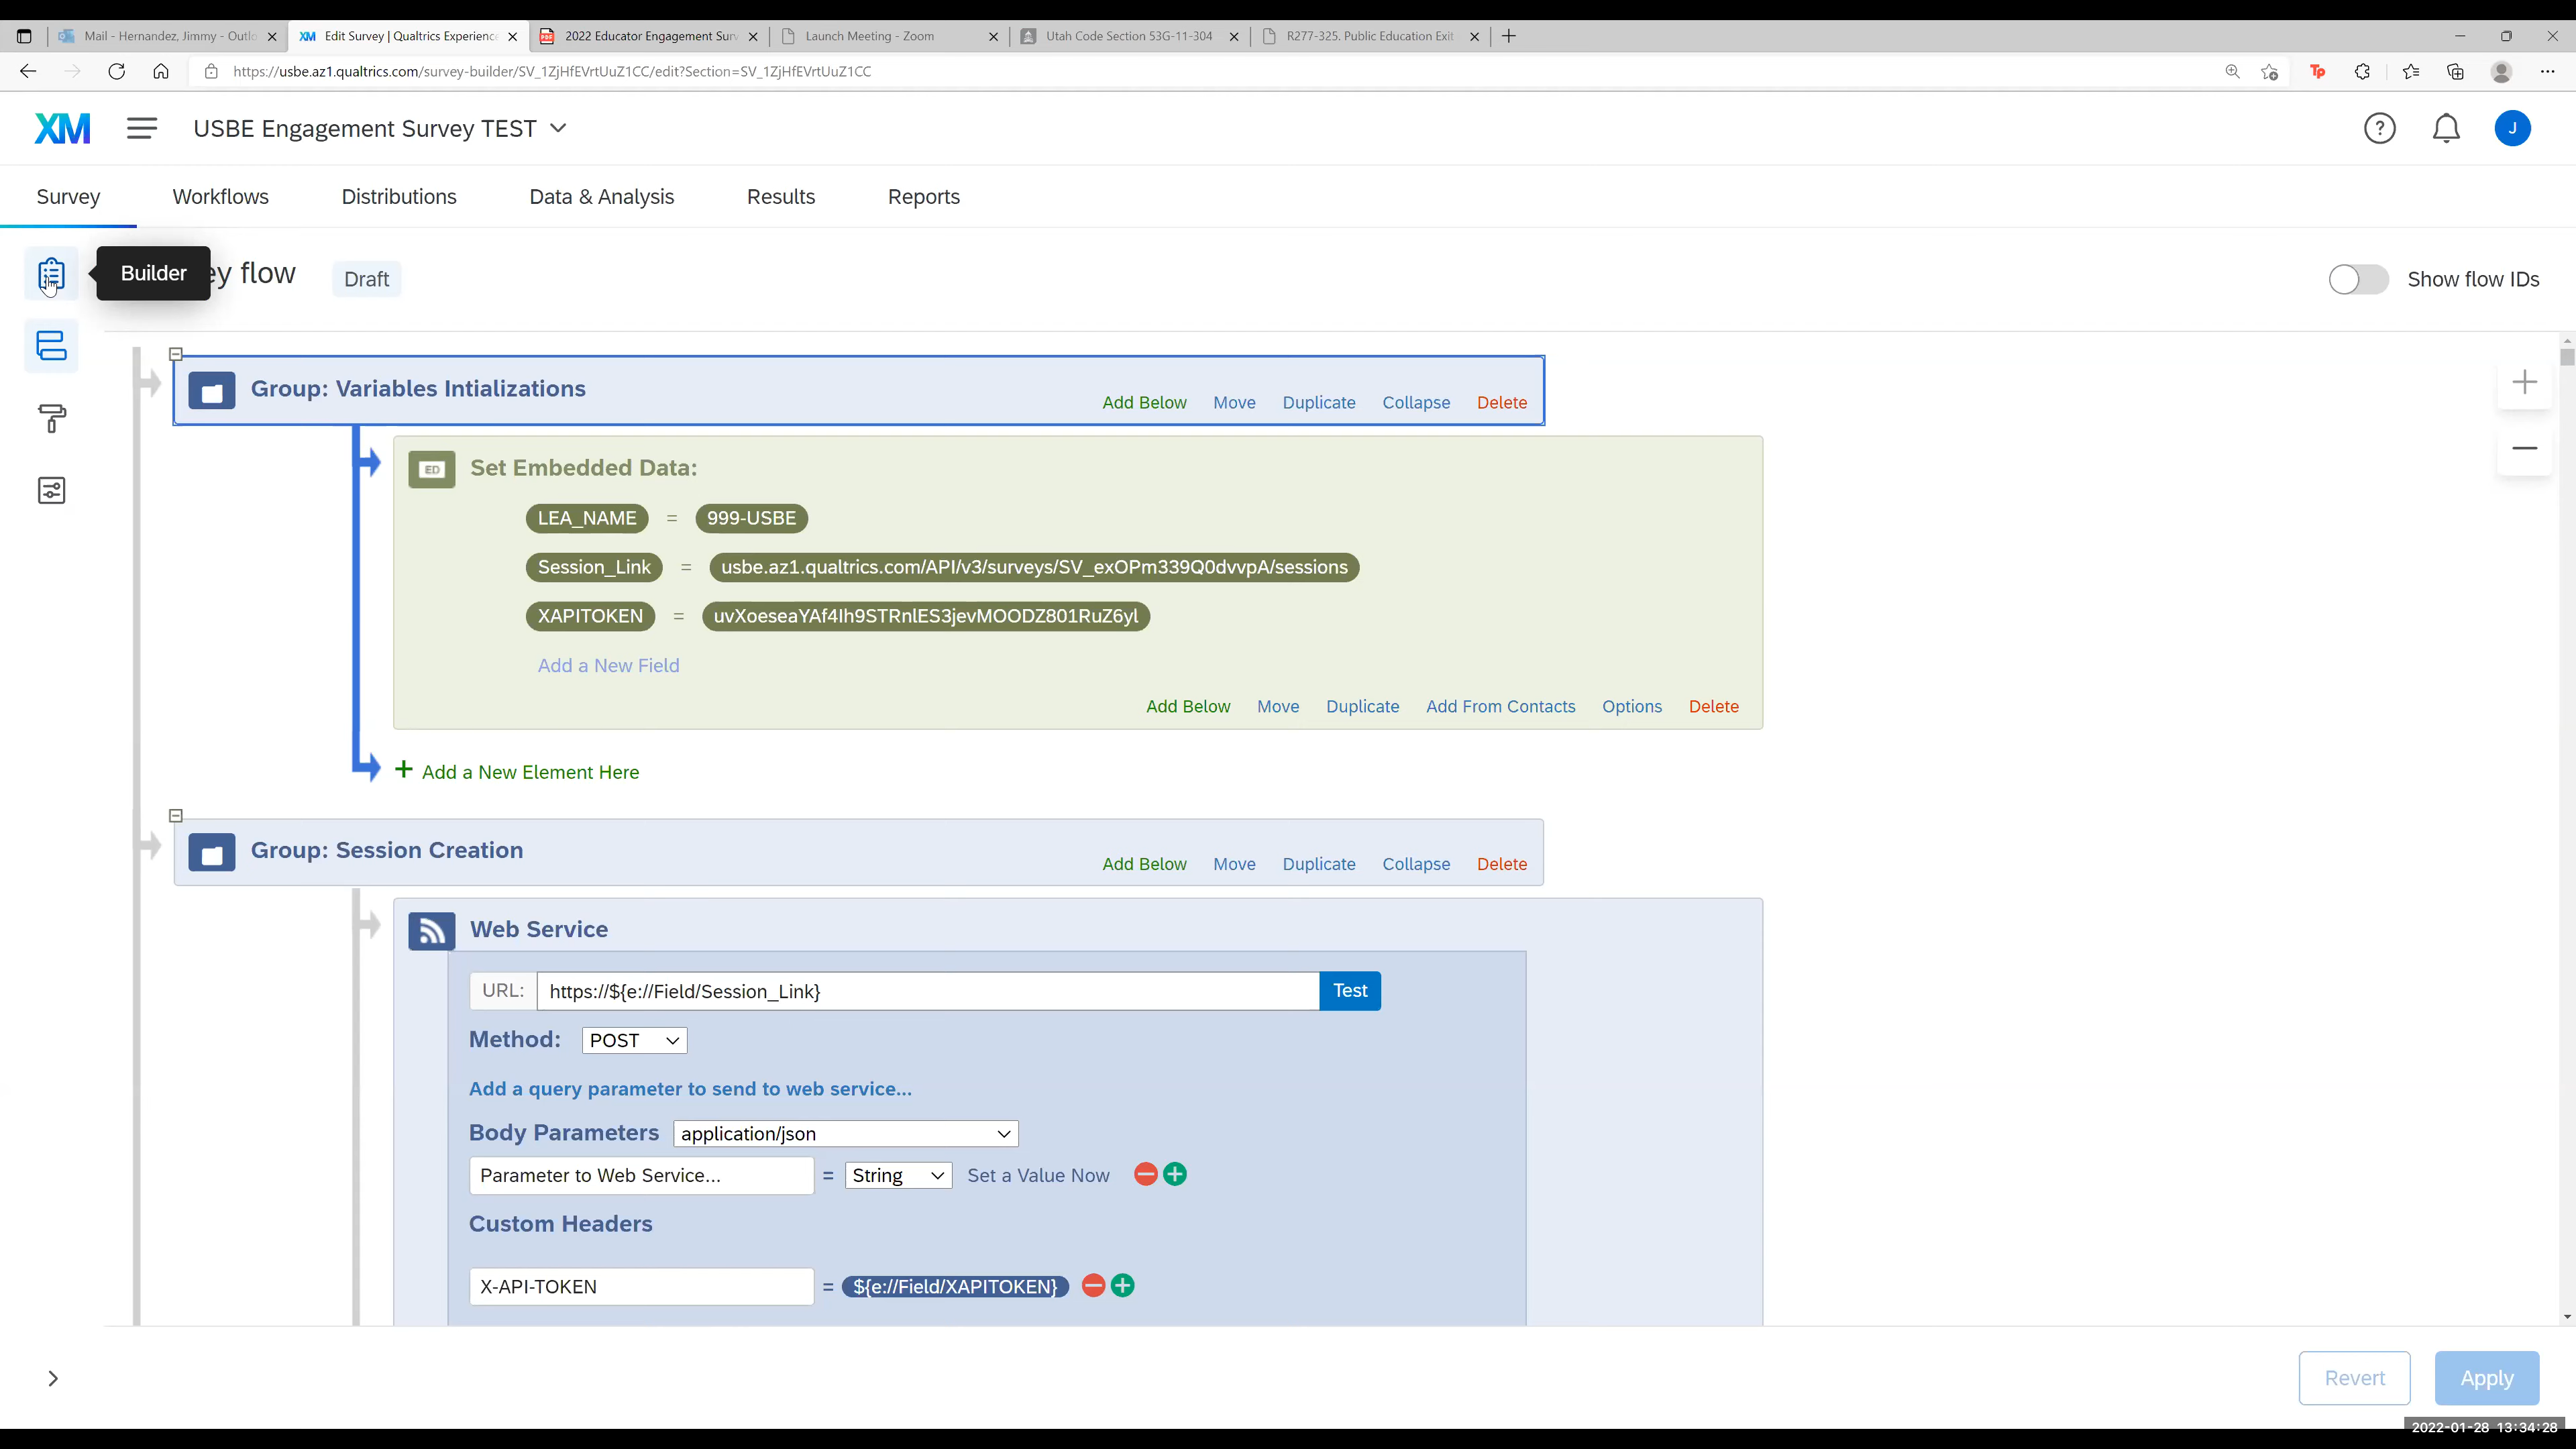 Mail - Hernandez, Jimmy - Outlo
Edit Survey | Qualtrics Experience
2022 Educator Engagement Surv
Launch Meeting - Zoom
Utah Code Section 53G-11-304
R277-325. Public Education Exit
https://usbe.az1.qualtrics.com/survey-builder/SV_1ZjHfEVrtUuZ1CC/edit?Section=SV_1ZjHfEVrtUuZ1CC
XM
USBE Engagement Survey TEST
J
Survey Workflows Distributions Data & Analysis Results Reports
Builder
ey flow
Draft
Show flow IDs
Group: Variables Intializations
Add Below Move Duplicate Collapse Delete
ED Set Embedded Data:
LEA_NAME = 999-USBE
Session_Link = usbe.az1.qualtrics.com/API/v3/surveys/SV_exOPm339Q0dvvpA/sessions
XAPITOKEN = uvXoeseaYAf4Ih9STRnlES3jevMOODZ801RuZ6yl
Add a New Field
Add Below Move Duplicate Add From Contacts Options Delete
+ Add a New Element Here
Group: Session Creation
Add Below Move Duplicate Collapse Delete
Web Service
URL: https://${e://Field/Session_Link} Test
Method: POST
Add a query parameter to send to web service...
Body Parameters application/json
Parameter to Web Service... = String Set a Value Now
Custom Headers
X-API-TOKEN = ${e://Field/XAPITOKEN}
Revert Apply
2022-01-28 13:34:28